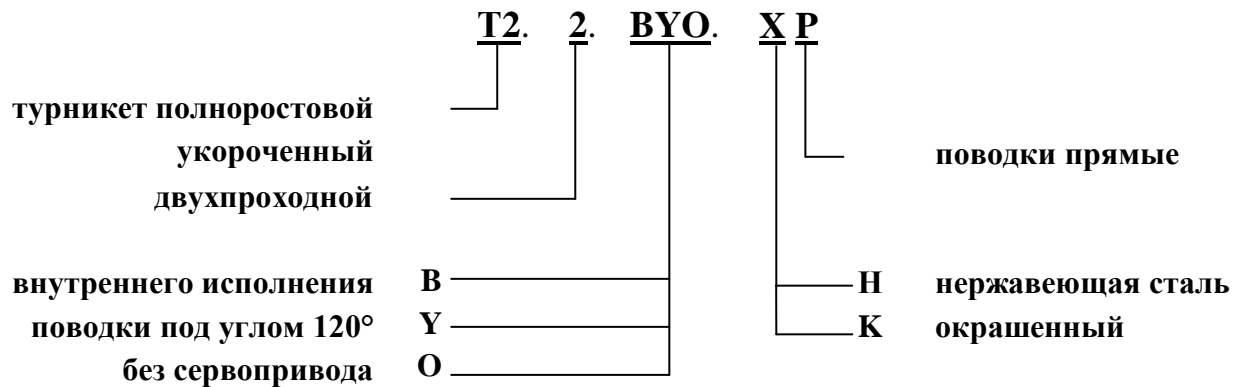 T2. 2. BYO. X P
турникет полноростовой
укороченный
поводки прямые
двухпроходной
внутреннего исполнения B H нержавеющая сталь
поводки под углом 120° Y K окрашенный
без сервопривода O